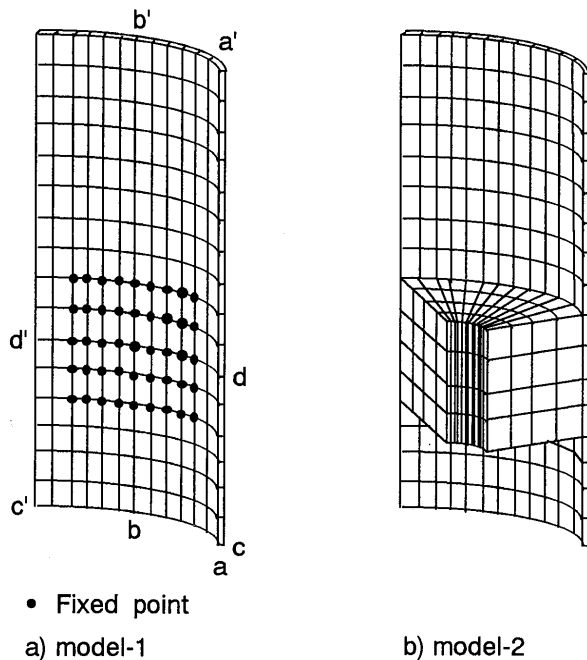 b'
a'
d'
d
c'
b
c
a
• Fixed point
a) model-1
b) model-2